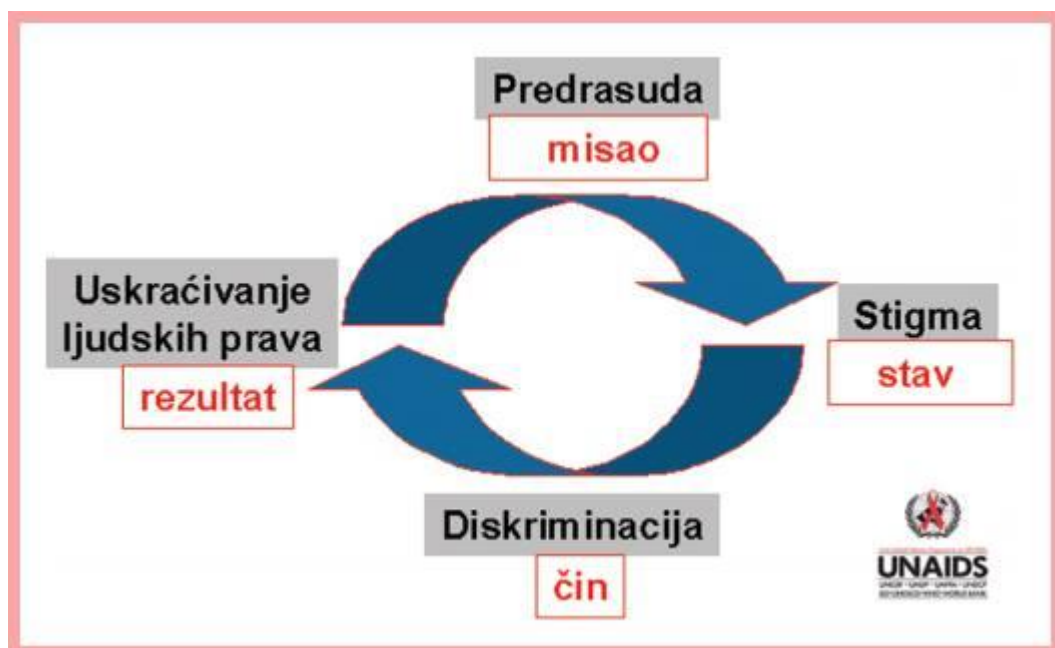 Predrasuda
misao
Uskraćivanje
ljudskih prava
rezultat
Stigma
stav
Diskriminacija
čin
UNAIDS